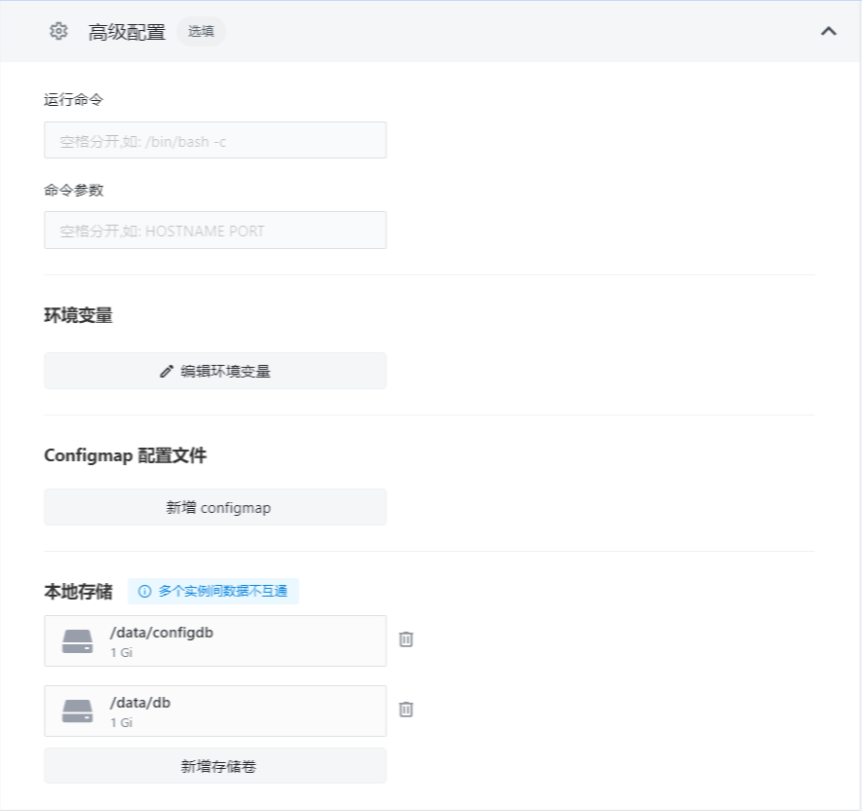 高级配置 选填
运行命令
空格分开,如: /bin/bash -c
命令参数
空格分开,如: HOSTNAME PORT
环境变量
编辑环境变量
Configmap 配置文件
新增 configmap
本地存储 多个实例间数据不互通
/data/configdb
1 Gi
/data/db
1 Gi
新增存储卷